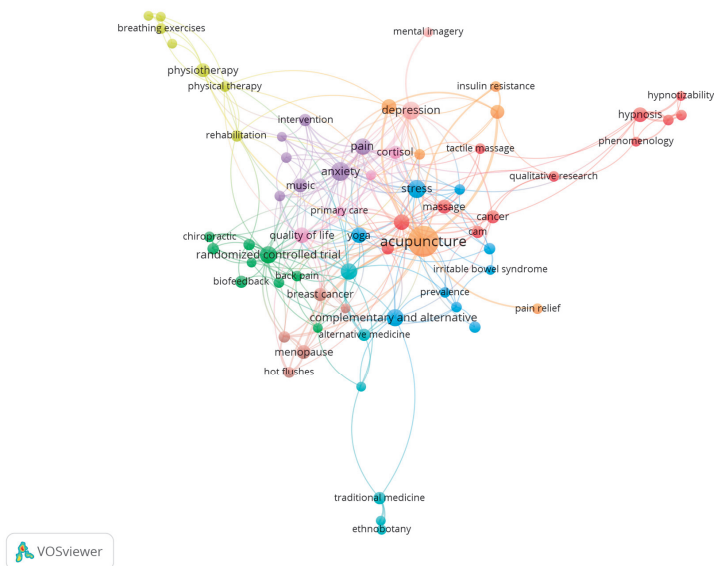 breathing exercises
mental imagery
physiotherapy
physical therapy
insulin resistance
hypnotizability
depression
hypnosis
intervention
rehabilitation
phenomenology
pain
cortisol
tactile massage
anxiety
qualitative research
music
stress
primary care
massage
cancer
chiropractic
quality of life
yoga
cam
acupuncture
randomized controlled trial
irritable bowel syndrome
biofeedback
back pain
breast cancer
prevalence
pain relief
complementary and alternative
alternative medicine
menopause
hot flushes
traditional medicine
ethnobotany
VOSviewer